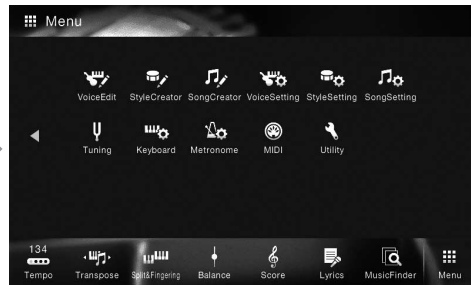 Menu
VoiceEdit StyleCreator SongCreator VoiceSetting StyleSetting SongSetting
Tuning Keyboard Metronome MIDI Utility
134
Tempo Transpose Split&Fingering Balance Score Lyrics MusicFinder Menu